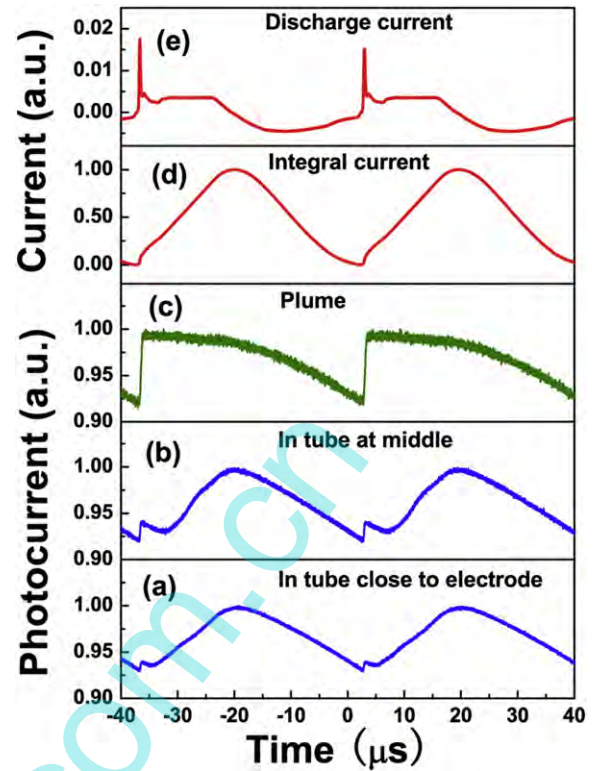 Discharge current
(e)
0.02
0.01
0.00
Current (a.u.)
Integral current
(d)
1.00
0.50
0.00
Plume
(c)
1.00
0.95
0.90
Photocurrent (a.u.)
In tube at middle
(b)
1.00
0.95
0.90
In tube close to electrode
(a)
1.00
0.95
0.90
-40 -30 -20 -10 0 10 20 30 40
Time (μs)
com.cn